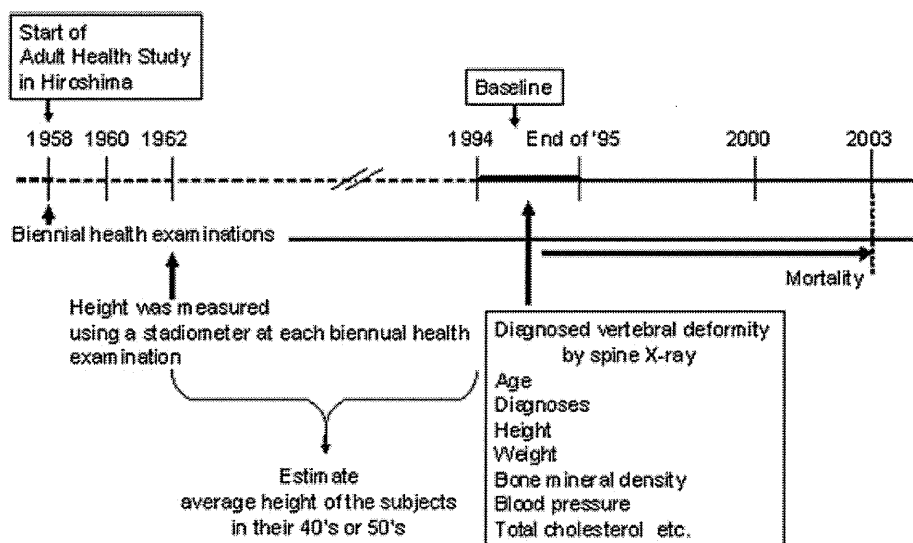 Start of
Adult Health Study
in Hiroshima
Baseline
1958 1960 1962 1994 End of '95 2000 2003
Biennial health examinations
Mortality
Height was measured
using a stadiometer at each biennual health
examination
Estimate
average height of the subjects
in their 40's or 50's
Diagnosed vertebral deformity
by spine X-ray
Age
Diagnoses
Height
Weight
Bone mineral density
Blood pressure
Total cholesterol etc.